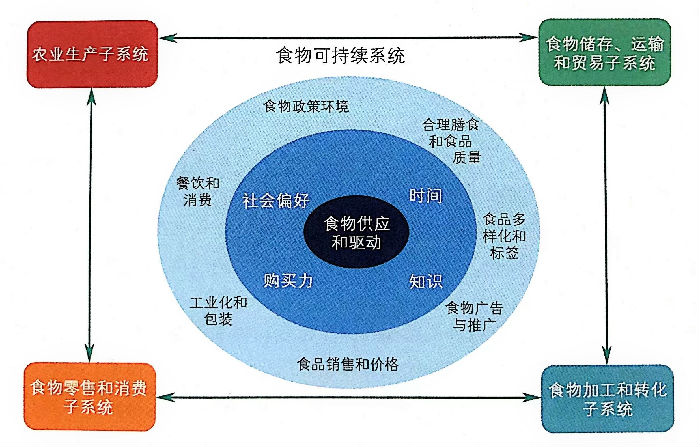 农业生产子系统
食物可持续系统
食物储存、运输
和贸易子系统
食物政策环境
合理膳食
和食品
质量
餐饮和
消费
社会偏好
时间
食物供应
和驱动
食品多
样化和
标签
购买力
知识
工业化和
包装
食物广告
与推广
食品销售和价格
食物零售和消费
子系统
食物加工和转化
子系统